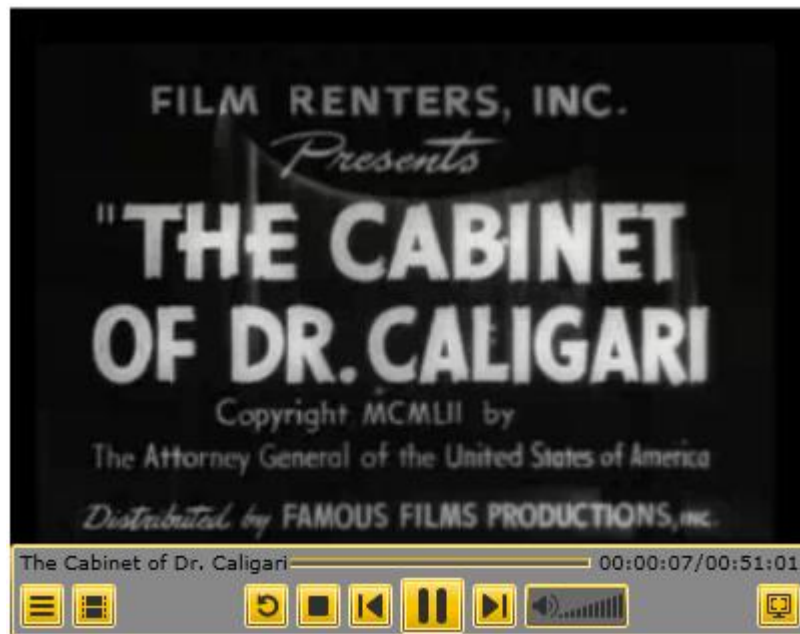 FILM RENTERS, INC.
Presents
"THE CABINET
OF DR. CALIGARI
Copyright MCMLII by
The Attorney General of the United States of America
Distributed by FAMOUS FILMS PRODUCTIONS, INC.
The Cabinet of Dr. Caligari 00:00:07/00:51:01